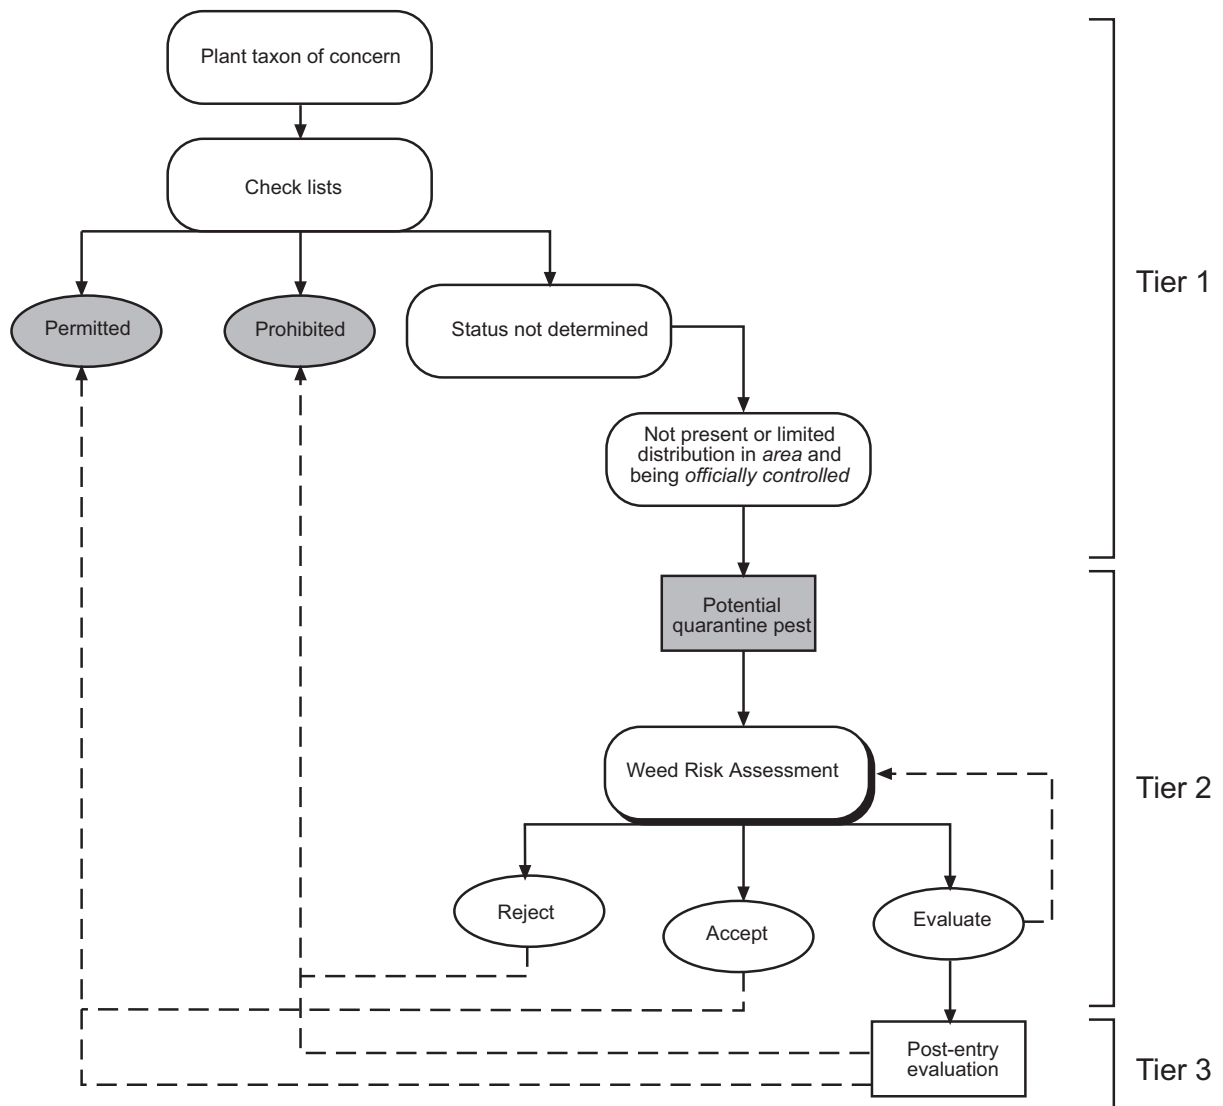 Plant taxon of concern
Check lists
Tier 1
Permitted
Prohibited
Status not determined
Not present or limited
distribution in area and
being officially controlled
Potential
quarantine pest
Weed Risk Assessment
Tier 2
Reject
Accept
Evaluate
Post-entry
evaluation
Tier 3